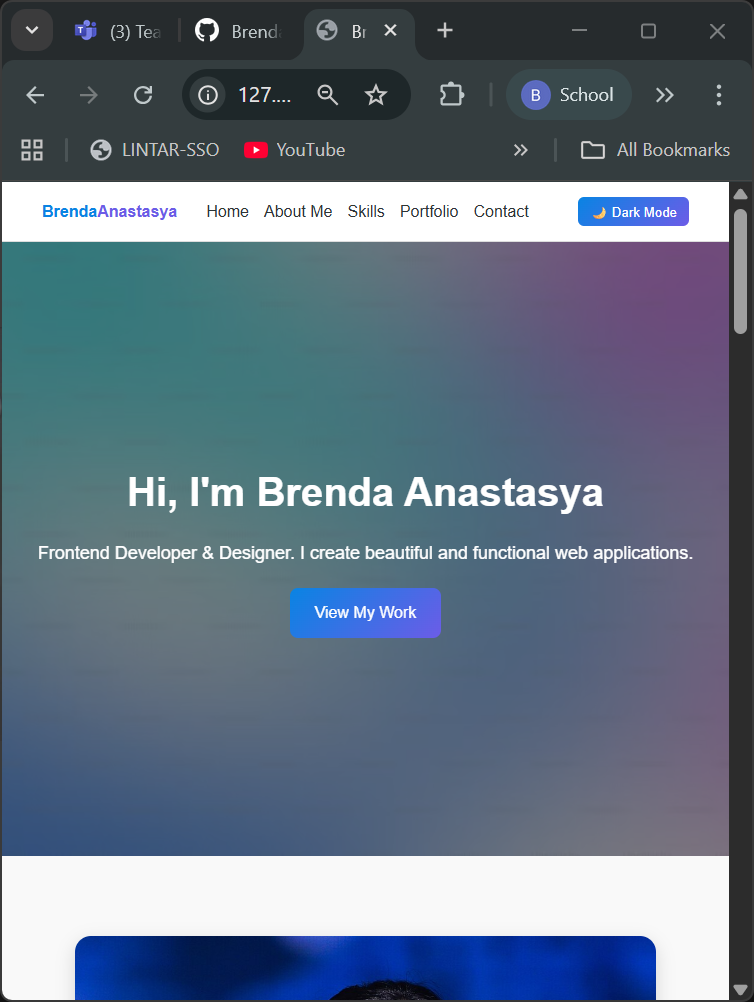 (3) Tea
Brenda
Br
127....
B School
LINTAR-SSO YouTube All Bookmarks
BrendaAnastasya Home About Me Skills Portfolio Contact 🌙 Dark Mode
Hi, I'm Brenda Anastasya
Frontend Developer & Designer. I create beautiful and functional web applications.
View My Work